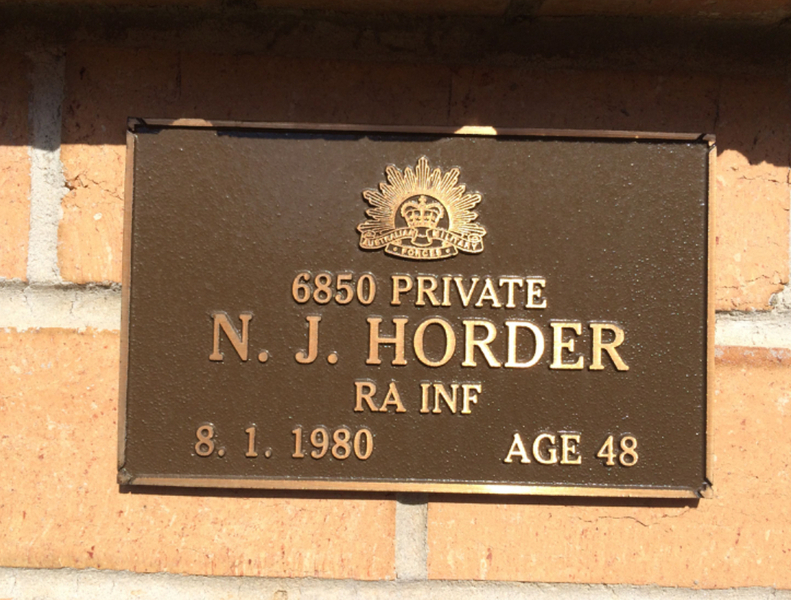 AUSTRALIAN MILITARY
FORCES
6850 PRIVATE
N. J. HORDER
RA INF
8. 1. 1980 AGE 48